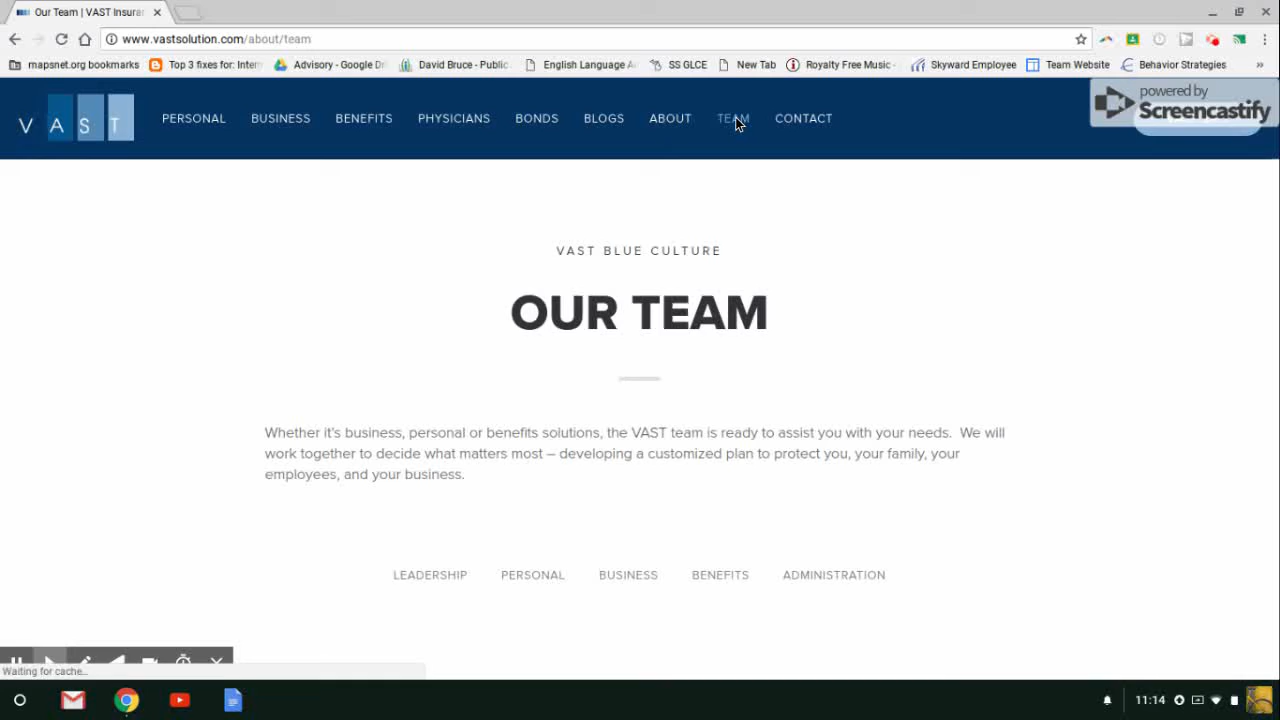 Our Team | VAST Insura
www.vastsolution.com/about/team
mapsnet.org bookmarks Top 3 fixes for: Inter Advisory - Google Dr David Bruce - Public English Language A SS GLCE New Tab Royalty Free Music - Skyward Employee Team Website Behavior Strategies »
VAST PERSONAL BUSINESS BENEFITS PHYSICIANS BONDS BLOGS ABOUT TEAM CONTACT
powered by
Screencastify
VAST BLUE CULTURE
OUR TEAM
Whether it's business, personal or benefits solutions, the VAST team is ready to assist you with your needs. We will
work together to decide what matters most – developing a customized plan to protect you, your family, your
employees, and your business.
LEADERSHIP PERSONAL BUSINESS BENEFITS ADMINISTRATION
Waiting for cache...
11:14